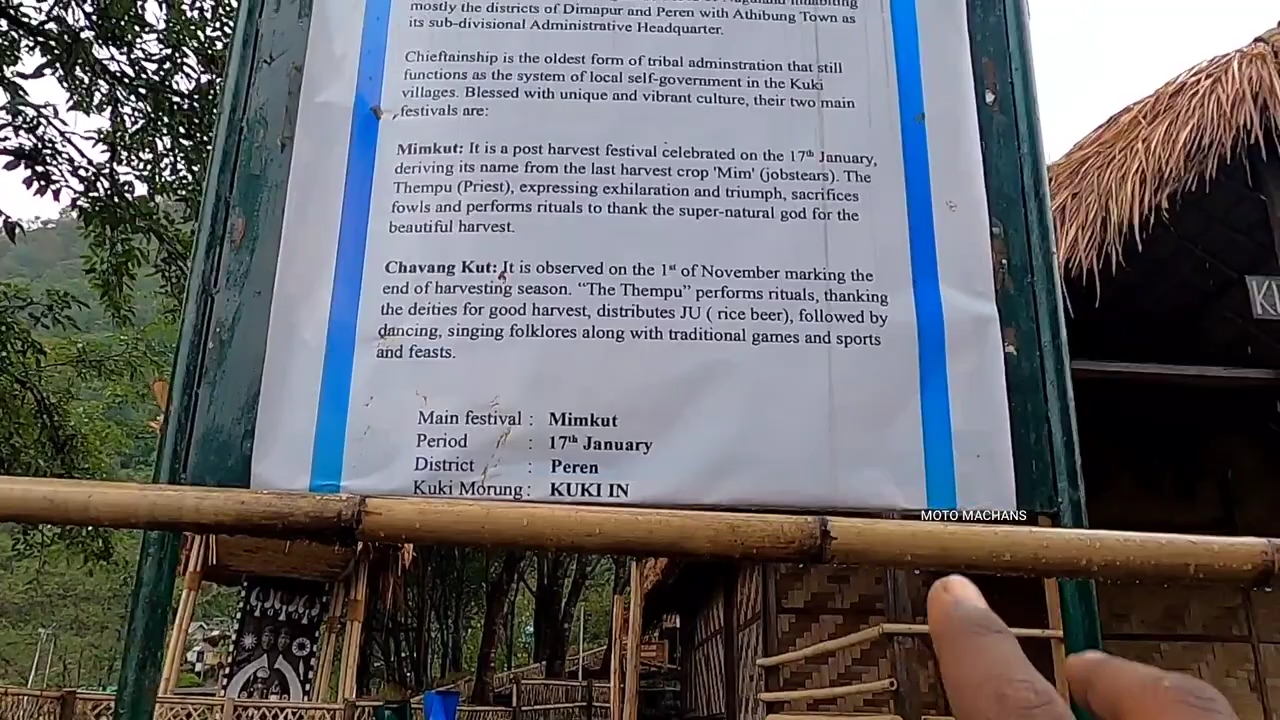 mostly the districts of Dimapur and Peren with Athibung Town as
its sub-divisional Administrative Headquarter.
Chieftainship is the oldest form of tribal adminstration that still
functions as the system of local self-government in the Kuki
villages. Blessed with unique and vibrant culture, their two main
festivals are:
Mimkut: It is a post harvest festival celebrated on the 17th January,
deriving its name from the last harvest crop 'Mim' (jobstears). The
Thempu (Priest), expressing exhilaration and triumph, sacrifices
fowls and performs rituals to thank the super-natural god for the
beautiful harvest.
Chavang Kut: It is observed on the 1st of November marking the
end of harvesting season. “The Thempu” performs rituals, thanking
the deities for good harvest, distributes JU ( rice beer), followed by
dancing, singing folklores along with traditional games and sports
and feasts.
Main festival : Mimkut
Period : 17th January
District : Peren
Kuki Morung : KUKI IN
MOTO MACHANS